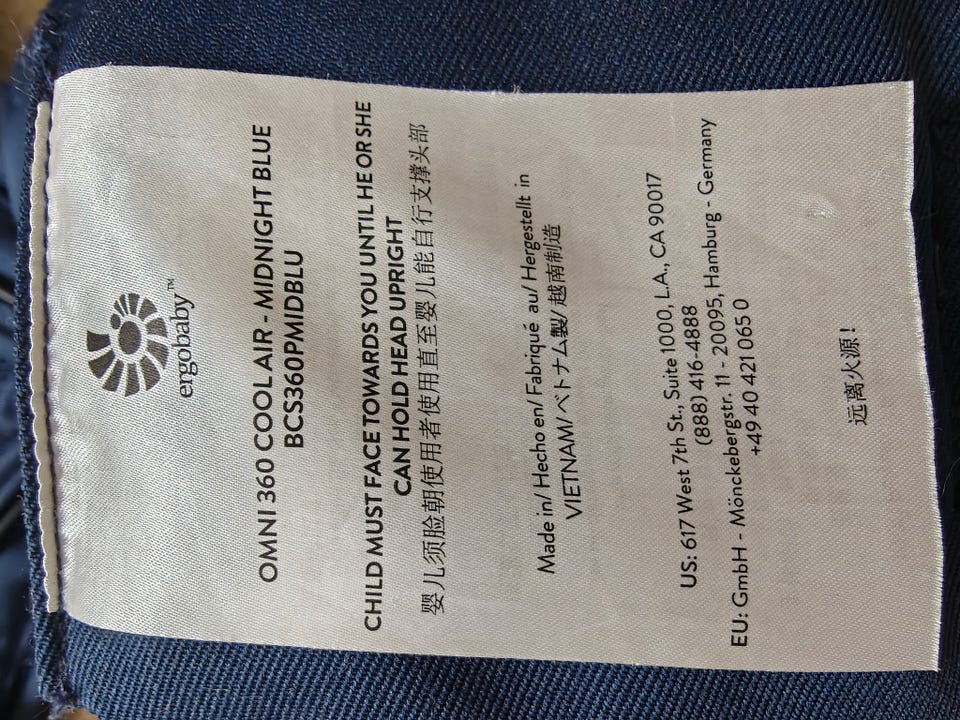 ergobaby™
OMNI 360 COOL AIR - MIDNIGHT BLUE
BCS360PMIDBLU
CHILD MUST FACE TOWARDS YOU UNTIL HE OR SHE
CAN HOLD HEAD UPRIGHT
婴儿须脸朝使用者使用直至婴儿能自行支撑头部
Made in/ Hecho en/ Fabriqué au/ Hergestellt in
VIETNAM/ベトナム製/越南制造
US: 617 West 7th St., Suite 1000, L.A., CA 90017
(888) 416-4888
EU: GmbH - Mönckebergstr. 11 - 20095, Hamburg - Germany
+49 40 421 065 0
远离火源!